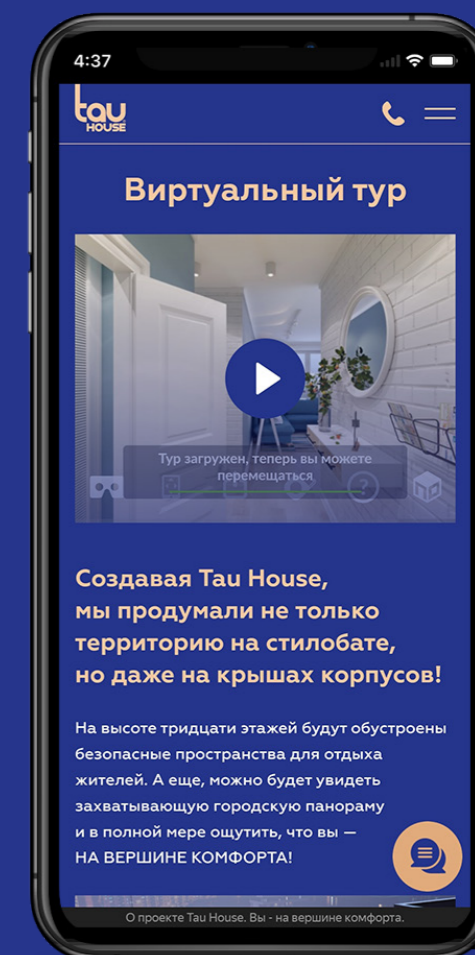 4:37
tau
HOUSE
Виртуальный тур
Тур загружен, теперь вы можете
перемещаться
?
Создавая Tau House,
мы продумали не только
территорию на стилобате,
но даже на крышах корпусов!
На высоте тридцати этажей будут обустроены
безопасные пространства для отдыха
жителей. А еще, можно будет увидеть
захватывающую городскую панораму
и в полной мере ощутить, что вы —
НА ВЕРШИНЕ КОМФОРТА!
О проекте Tau House. Вы - на вершине комфорта.